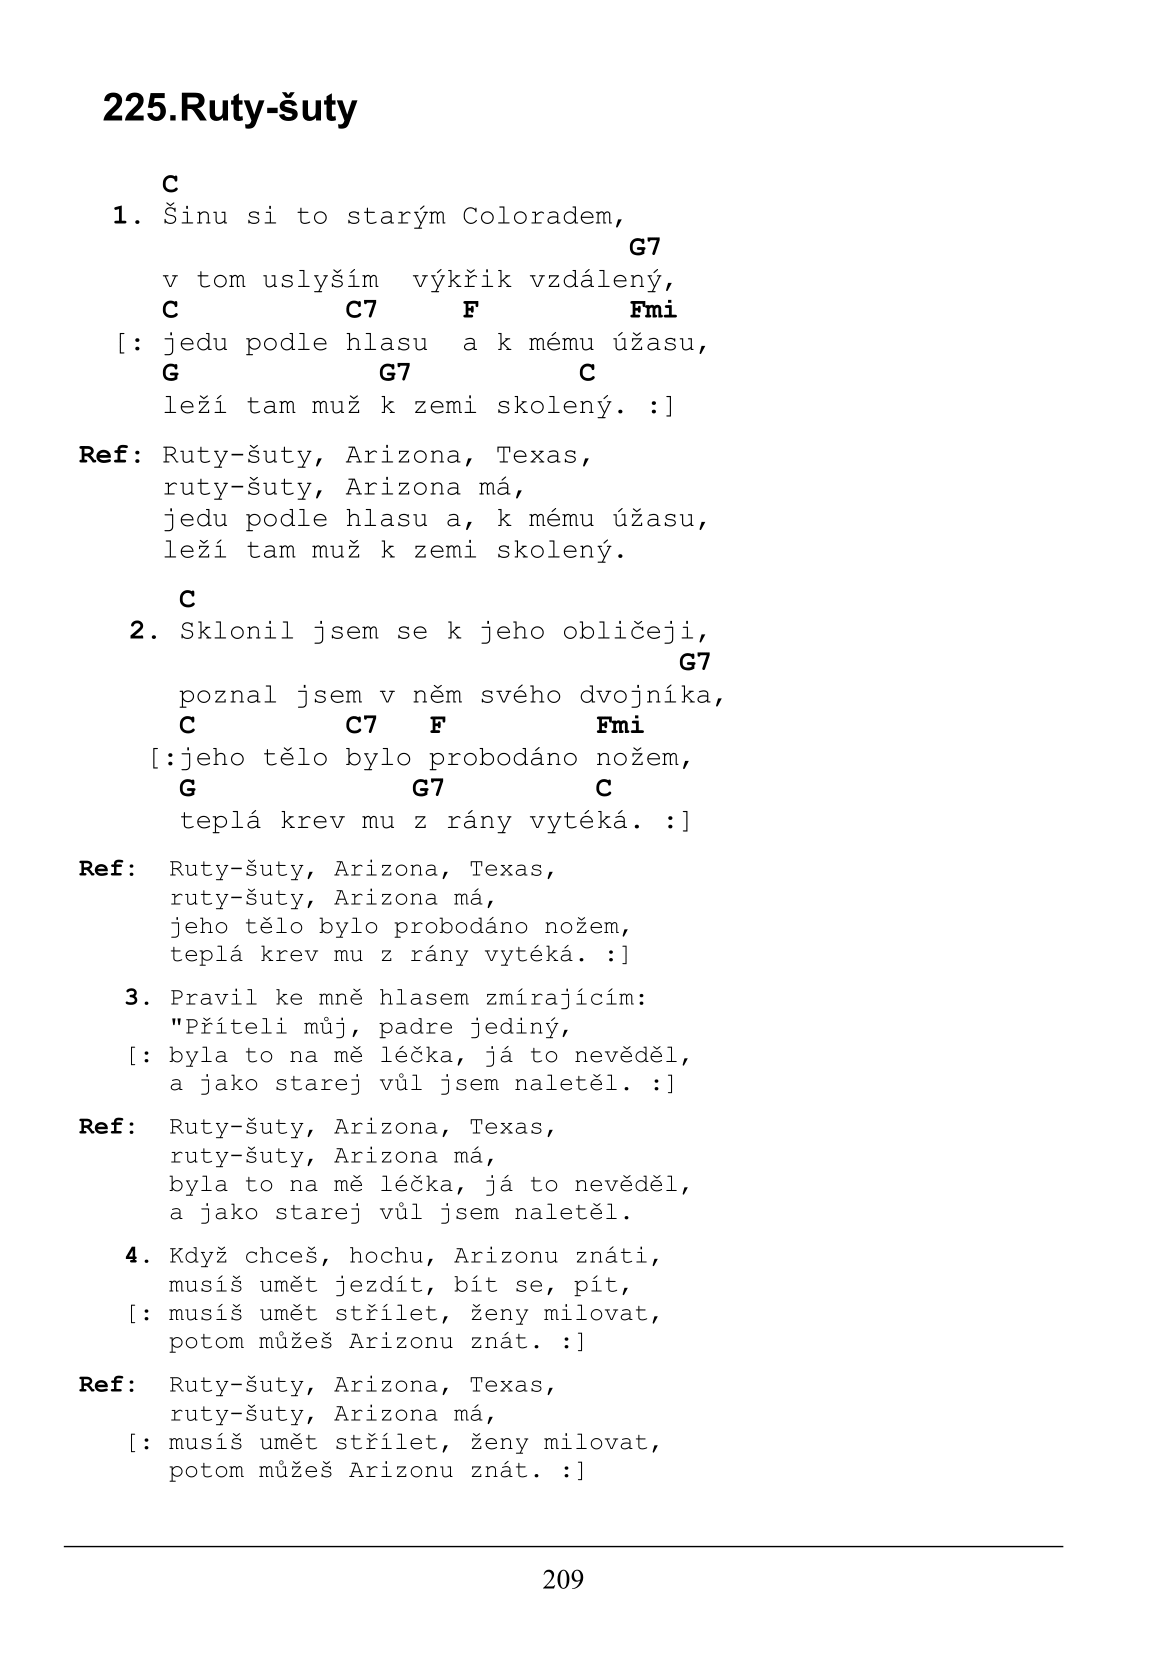 225.Ruty-šuty
C
1. Šinu si to starým Coloradem,
G7
v tom uslyším  výkřik vzdálený,
C C7 F Fmi
[: jedu podle hlasu  a k mému úžasu,
G G7 C
leží tam muž k zemi skolený. :]
Ref: Ruty-šuty, Arizona, Texas,
ruty-šuty, Arizona má,
jedu podle hlasu a, k mému úžasu,
leží tam muž k zemi skolený.
C
2. Sklonil jsem se k jeho obličeji,
G7
poznal jsem v něm svého dvojníka,
C C7 F Fmi
[:jeho tělo bylo probodáno nožem,
G G7 C
teplá krev mu z rány vytéká. :]
Ref: Ruty-šuty, Arizona, Texas,
ruty-šuty, Arizona má,
jeho tělo bylo probodáno nožem,
teplá krev mu z rány vytéká. :]
3. Pravil ke mně hlasem zmírajícím:
"Příteli můj, padre jediný,
[: byla to na mě léčka, já to nevěděl,
a jako starej vůl jsem naletěl. :]
Ref: Ruty-šuty, Arizona, Texas,
ruty-šuty, Arizona má,
byla to na mě léčka, já to nevěděl,
a jako starej vůl jsem naletěl.
4. Když chceš, hochu, Arizonu znáti,
musíš umět jezdít, bít se, pít,
[: musíš umět střílet, ženy milovat,
potom můžeš Arizonu znát. :]
Ref: Ruty-šuty, Arizona, Texas,
ruty-šuty, Arizona má,
[: musíš umět střílet, ženy milovat,
potom můžeš Arizonu znát. :]
209